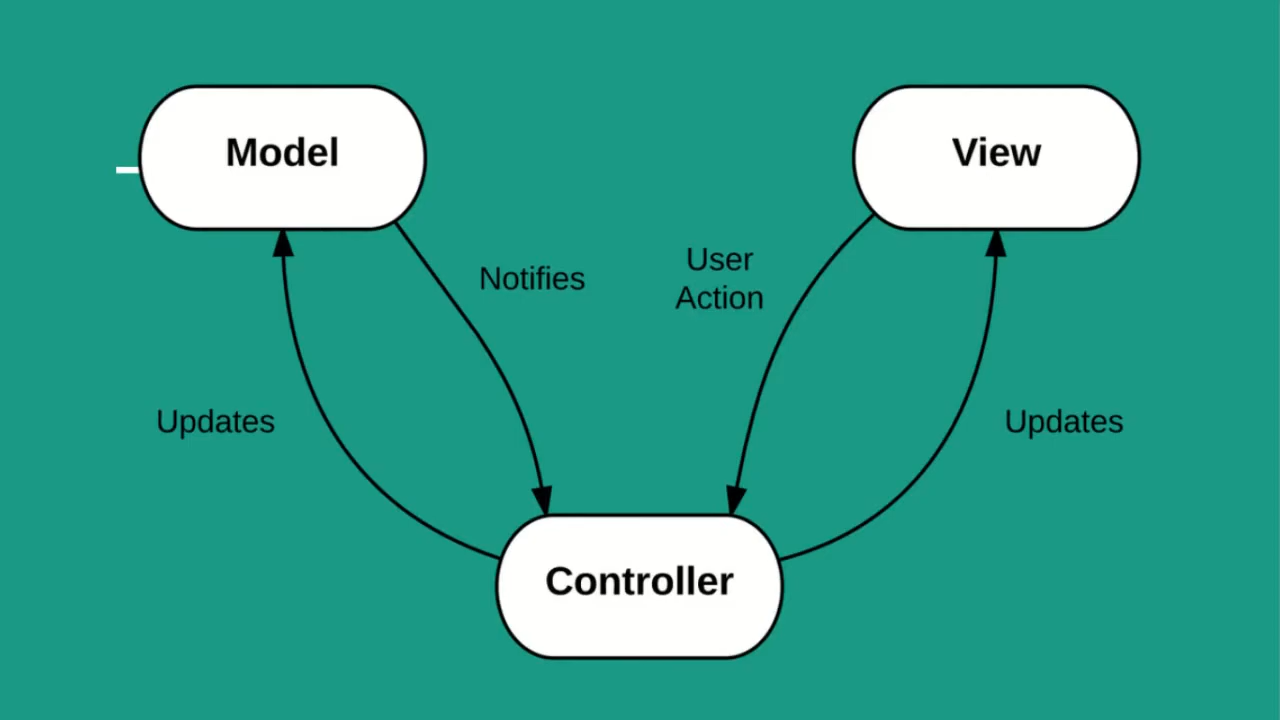 Model
View
Notifies
User
Action
Updates
Updates
Controller